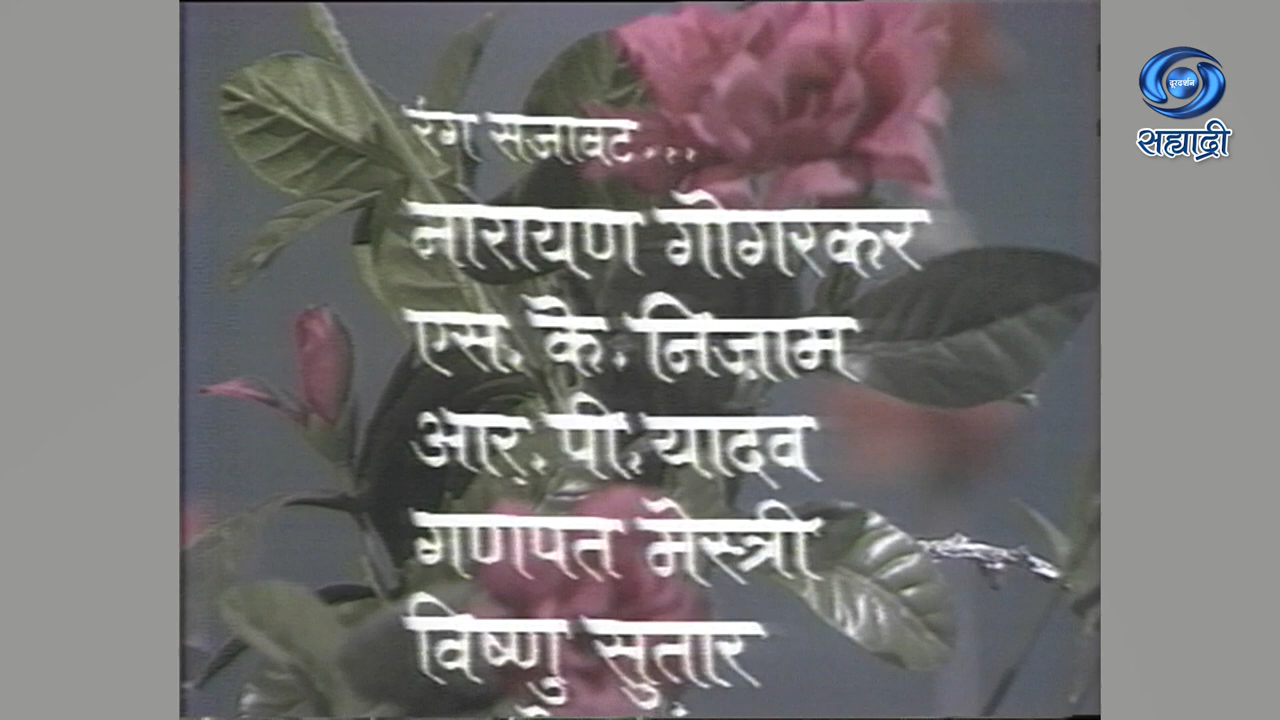 रंग सजावट...
नारायण गोगरकर
एस. के. निज़ाम
आर. पी. यादव
गणपत मेस्त्री
विष्णु सुतार
दूरदर्शन
सह्याद्री